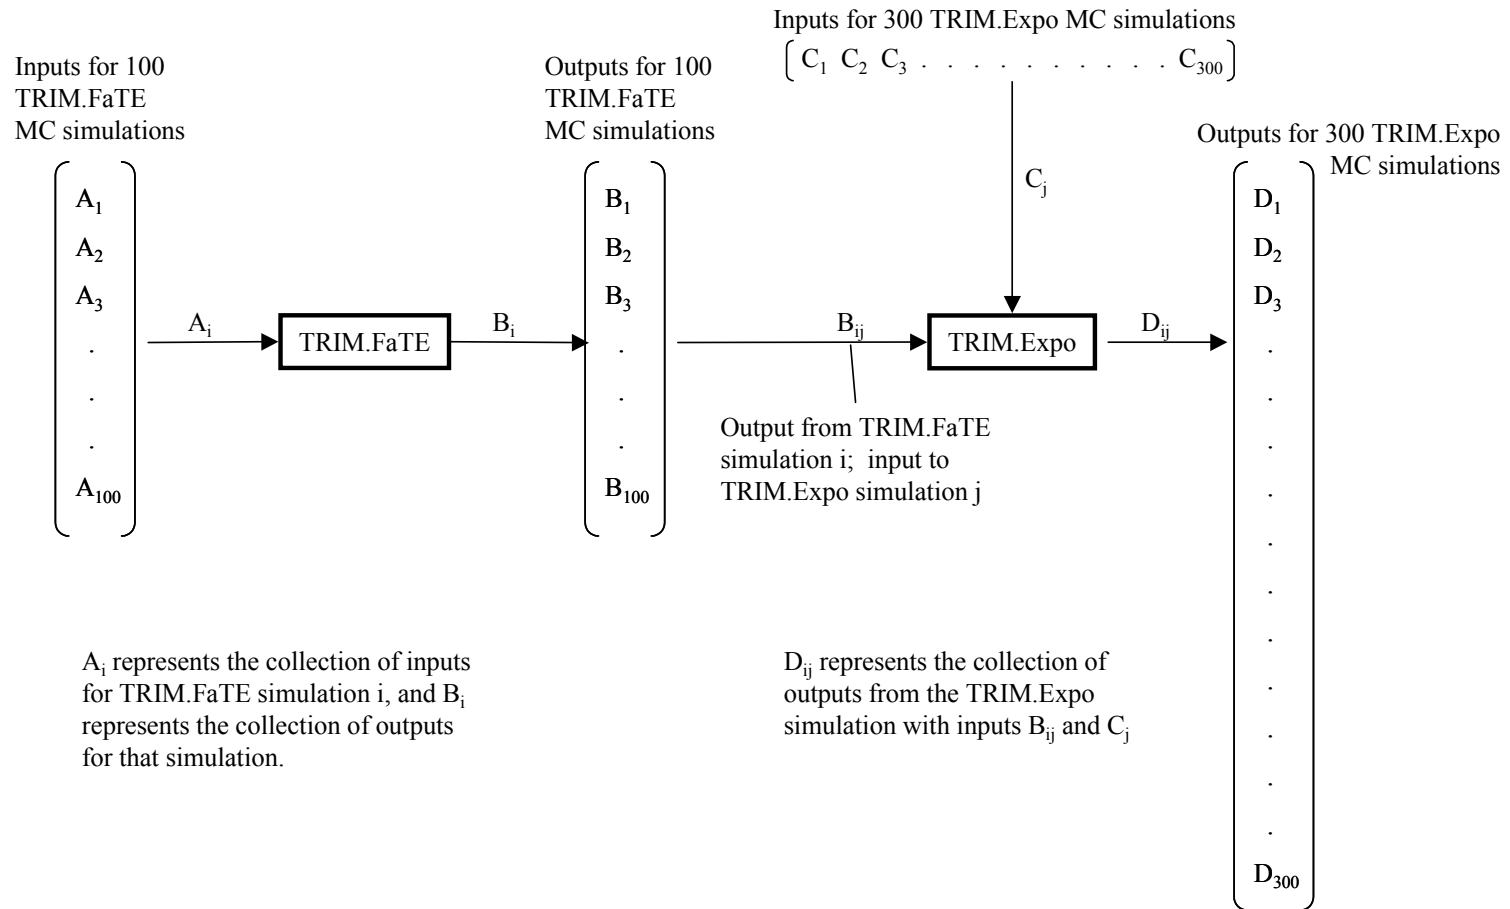 Inputs for 300 TRIM.Expo MC simulations
C1 C2 C3 . . . . . . . . . . C300
Inputs for 100
TRIM.FaTE
MC simulations
Outputs for 100
TRIM.FaTE
MC simulations
Outputs for 300 TRIM.Expo
MC simulations
A1
A2
A3
.
.
.
A100
Ai
TRIM.FaTE
Bi
B1
B2
B3
.
.
.
B100
Cj
Bij
TRIM.Expo
Dij
Output from TRIM.FaTE
simulation i; input to
TRIM.Expo simulation j
D1
D2
D3
.
.
.
.
.
.
.
.
.
.
.
D300
Ai represents the collection of inputs
for TRIM.FaTE simulation i, and Bi
represents the collection of outputs
for that simulation.
Dij represents the collection of
outputs from the TRIM.Expo
simulation with inputs Bij and Cj